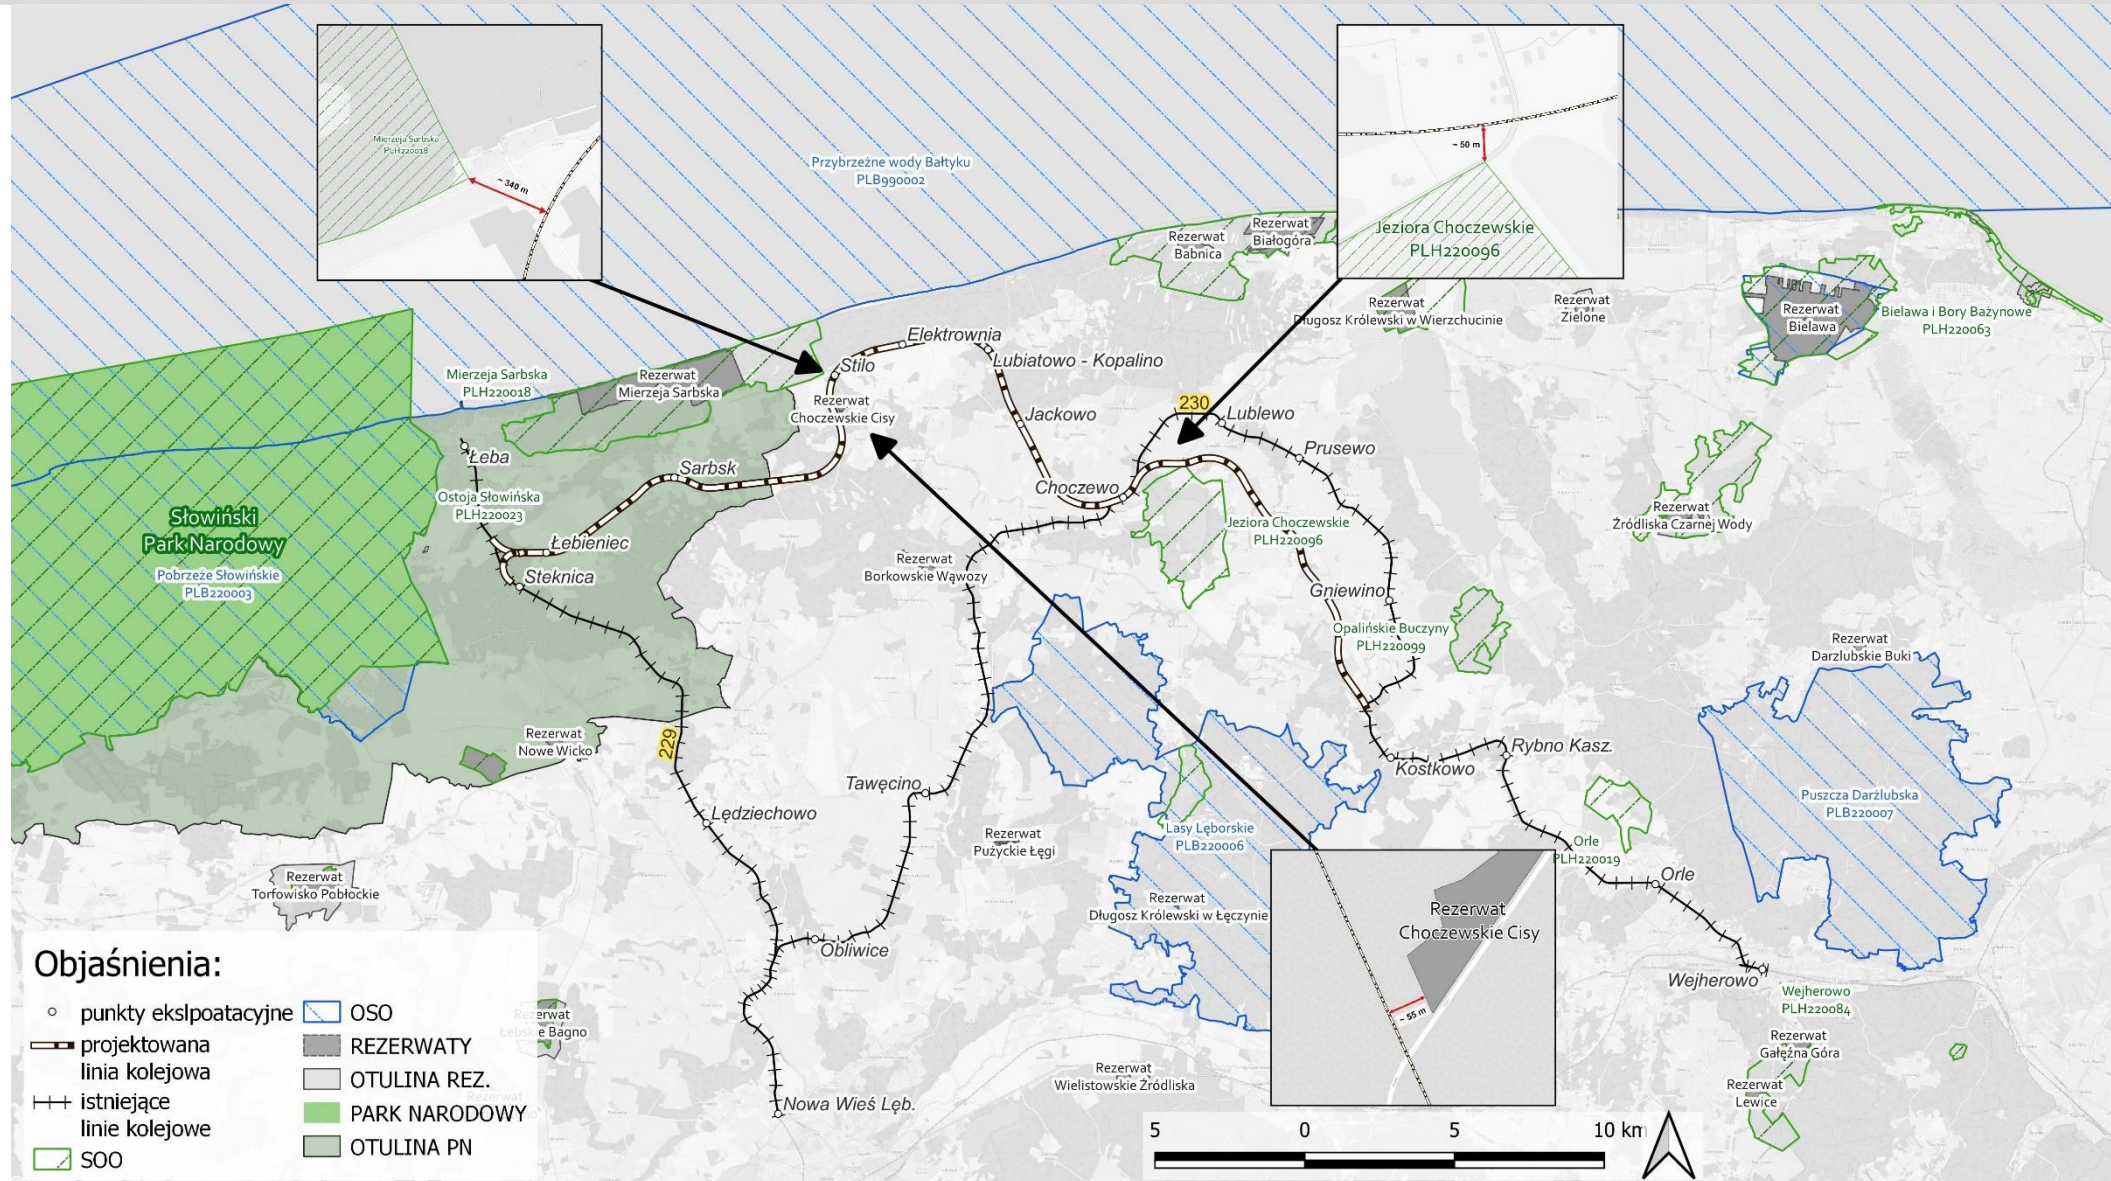 Mierzeja Sarbska
PLH220018
~ 340 m
~ 50 m
Jeziora Choczewskie
PLH220096
Przybrzeżne wody Bałtyku
PLB990002
Rezerwat
Babnica
Rezerwat
Białogóra
Rezerwat
Długosz Królewski w Wierzchucinie
Rezerwat
Zielone
Rezerwat
Bielawa
Bielawa i Bory Bażynowe
PLH220063
Elektrownia
Lubiatowo - Kopalino
Stilo
Mierzeja Sarbska
PLH220018
Rezerwat
Mierzeja Sarbska
Rezerwat
Choczewskie Cisy
Jackowo
230
Lublewo
Prusewo
Łeba
Sarbsk
Choczewo
Ostoja Słowińska
PLH220023
Słowiński
Park Narodowy
Pobrzeże Słowińskie
PLB220003
Łebieniec
Steknica
Jeziora Choczewskie
PLH220096
Rezerwat
Źródliska Czarnej Wody
Rezerwat
Borkowskie Wąwozy
Gniewino
Opalińskie Buczyny
PLH220099
Rezerwat
Darzlubskie Buki
Rezerwat
Nowe Wicko
229
Kostkowo
Rybno Kasz.
Tawęcino
Lędziechowo
Rezerwat
Pużyckie Łęgi
Lasy Lęborskie
PLB220006
Puszcza Darżlubska
PLB220007
Orle
PLH220019
Orle
Rezerwat
Torfowisko Pobłockie
Rezerwat
Długosz Królewski w Łęczynie
Rezerwat
Choczewskie Cisy
~ 55 m
Obliwice
Wejherowo
Wejherowo
PLH220084
Rezerwat
Gałęźna Góra
Rezerwat
Lewice
Rezerwat
Łebskie Bagno
Rezerwat
Wielistowskie Źródliska
Nowa Wieś Lęb.
Objaśnienia:
punkty ekslpoatacyjne
projektowana
linia kolejowa
istniejące
linie kolejowe
SOO
OSO
REZERWATY
OTULINA REZ.
PARK NARODOWY
OTULINA PN
5 0 5 10 km